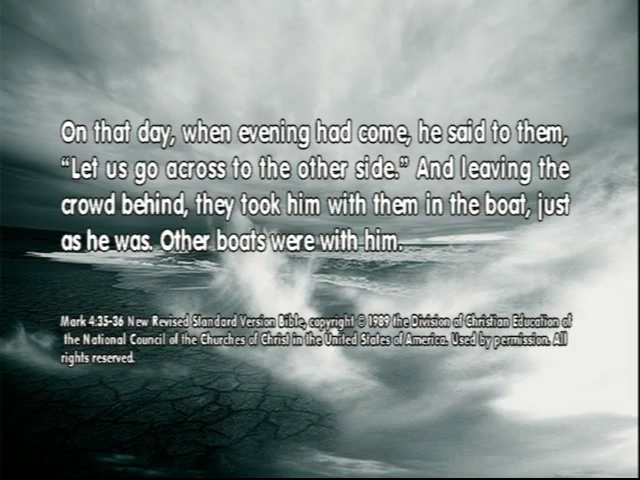 On that day, when evening had come, he said to them,
“Let us go across to the other side.” And leaving the
crowd behind, they took him with them in the boat, just
as he was. Other boats were with him.
Mark 4:35-36 New Revised Standard Version Bible, copyright © 1989 the Division of Christian Education of
the National Council of the Churches of Christ in the United States of America. Used by permission. All
rights reserved.